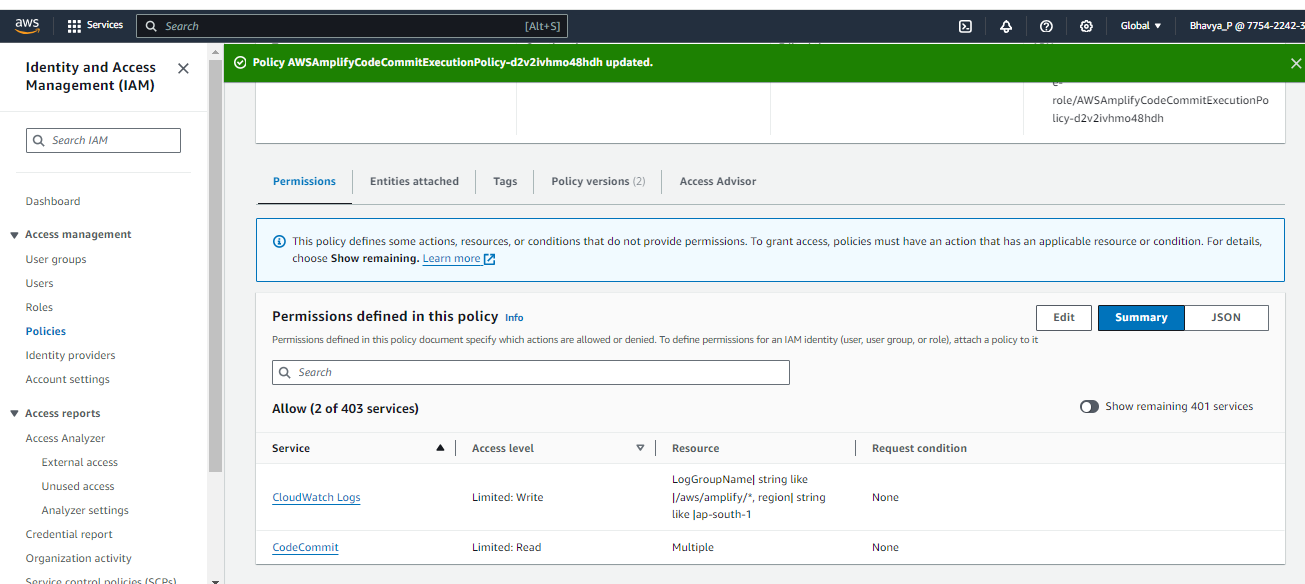 aws
Services
Search
[Alt+S]
Global
Bhavya_P @ 7754-2242-3
Identity and Access
Management (IAM)
Search IAM
Dashboard
Access management
User groups
Users
Roles
Policies
Identity providers
Account settings
Access reports
Access Analyzer
External access
Unused access
Analyzer settings
Credential report
Organization activity
Service control policies (SCPs)
Policy AWSAmplifyCodeCommitExecutionPolicy-d2v2ivhmo48hdh updated.
role/AWSAmplifyCodeCommitExecutionPo
licy-d2v2ivhmo48hdh
Permissions
Entities attached
Tags
Policy versions (2)
Access Advisor
This policy defines some actions, resources, or conditions that do not provide permissions. To grant access, policies must have an action that has an applicable resource or condition. For details,
choose Show remaining. Learn more
Permissions defined in this policy Info
Edit
Summary
JSON
Permissions defined in this policy document specify which actions are allowed or denied. To define permissions for an IAM identity (user, user group, or role), attach a policy to it
Search
Allow (2 of 403 services)
Show remaining 401 services
Service
Access level
Resource
Request condition
CloudWatch Logs
Limited: Write
LogGroupName| string like
|/aws/amplify/*, region| string
like |ap-south-1
None
CodeCommit
Limited: Read
Multiple
None